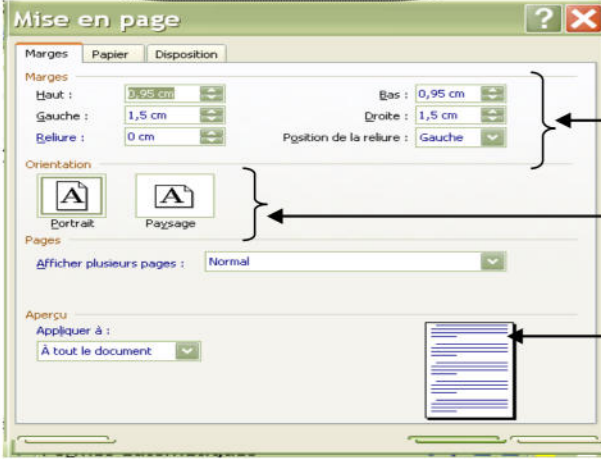 Mise en page
Marges Papier Disposition
Marges
Haut : 0,95 cm Bas : 0,95 cm
Gauche : 1,5 cm Droite : 1,5 cm
Reliure : 0 cm Position de la reliure : Gauche
Orientation
A A
Portrait Paysage
Pages
Afficher plusieurs pages : Normal
Aperçu
Appliquer à :
À tout le document